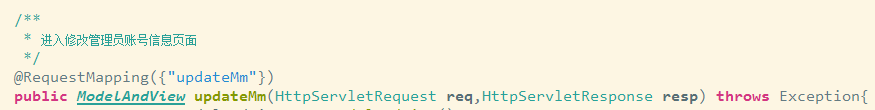 /**
* 进入修改管理员账号信息页面
*/
@RequestMapping({"updateMm"})
public ModelAndView updateMm(HttpServletRequest req,HttpServletResponse resp) throws Exception{